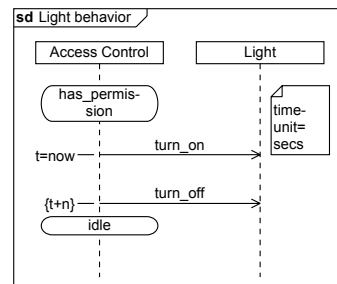 sd Light behavior
Access Control
Light
has_permis-
sion
time-
unit=
secs
turn_on
t=now
turn_off
{t+n}
idle